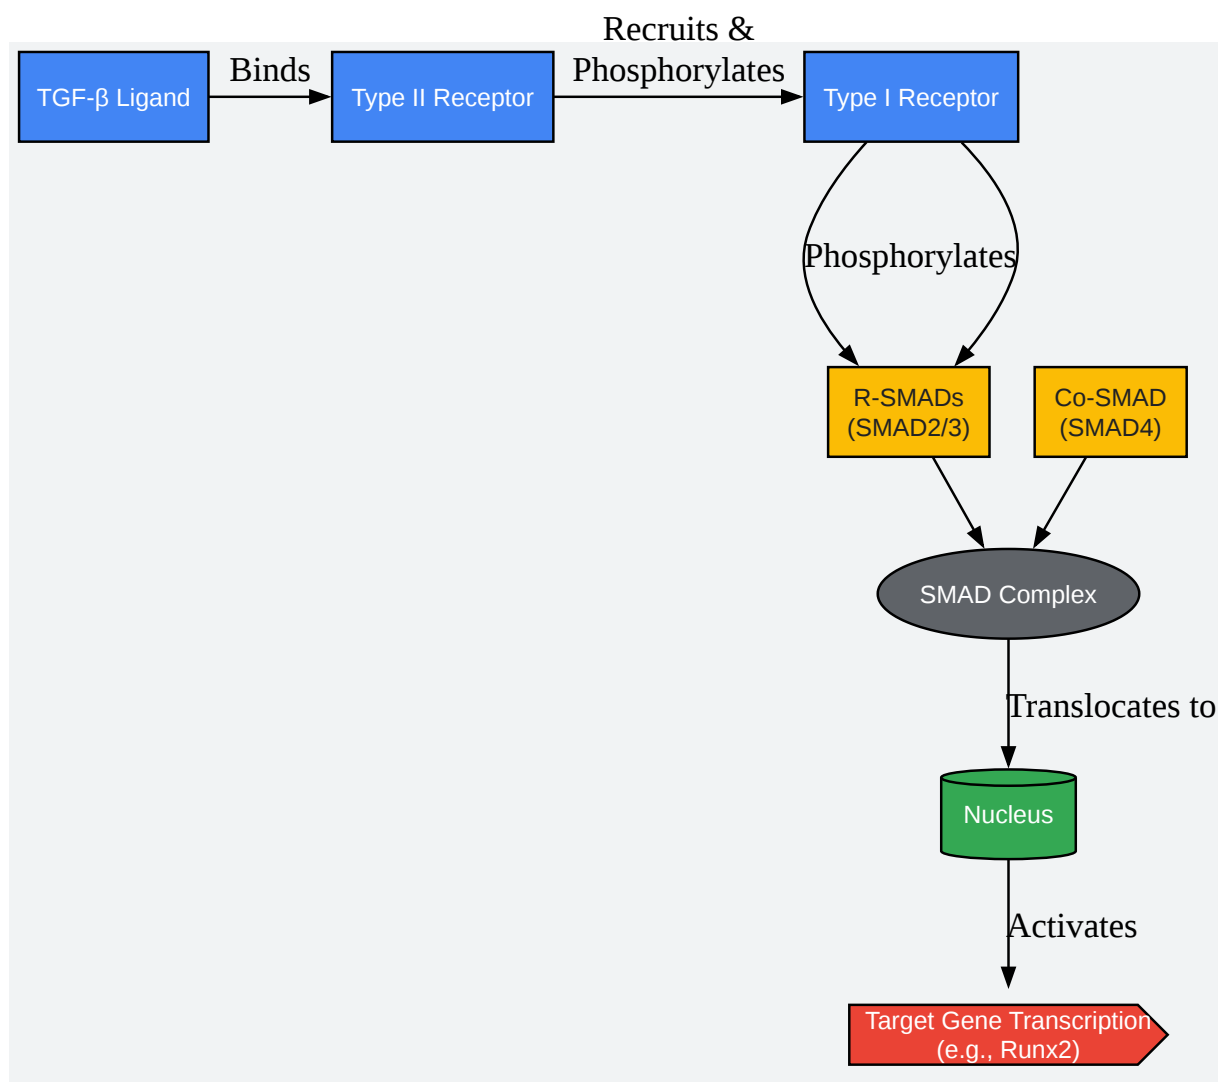 Recruits &
Phosphorylates
Binds
TGF-β Ligand
Type II Receptor
Type I Receptor
Phosphorylates
R-SMADs
(SMAD2/3)
Co-SMAD
(SMAD4)
SMAD Complex
Translocates to
Nucleus
Activates
Target Gene Transcription
(e.g., Runx2)